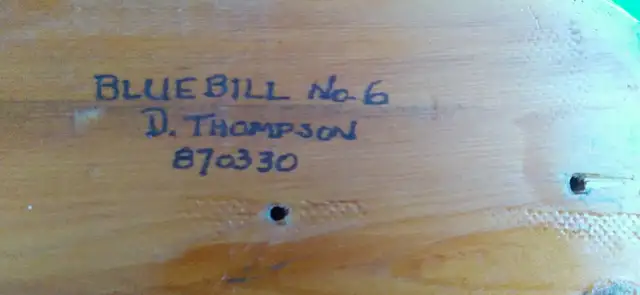 BLUEBILL No 6
D. THOMPSON
870330